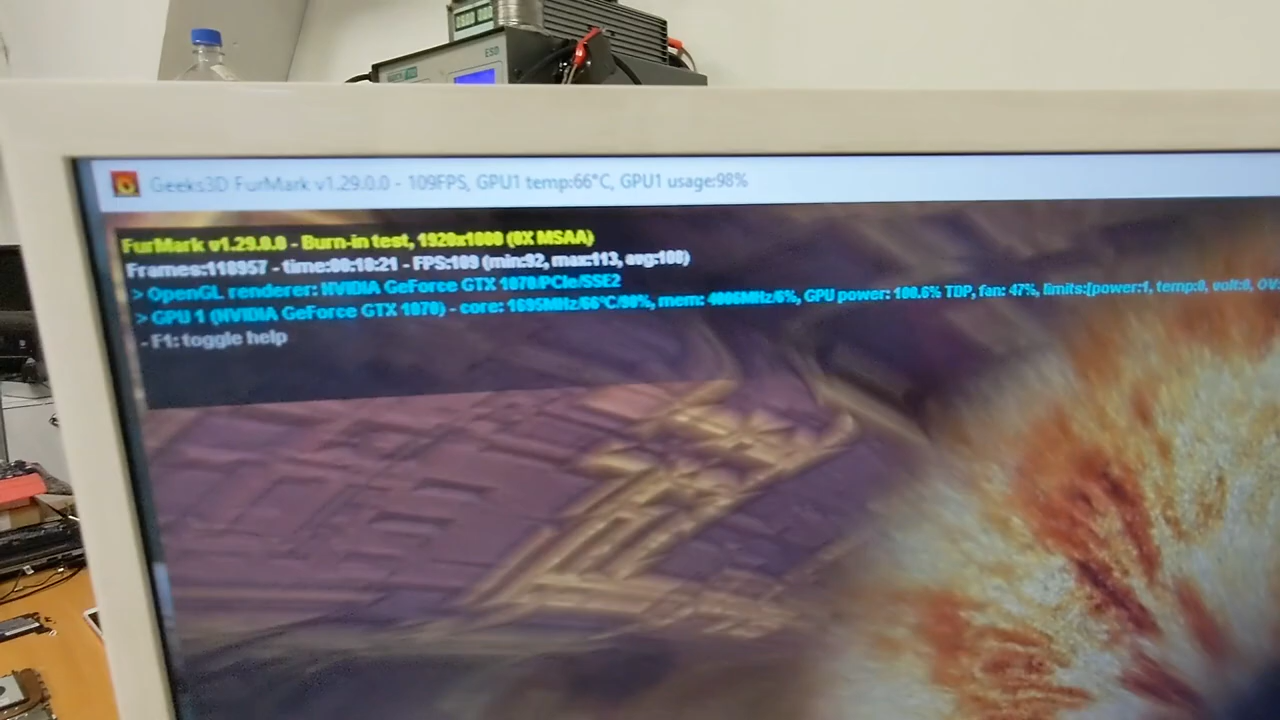 ESD
Geeks3D FurMark v1.29.0.0 - 109FPS, GPU1 temp:66°C, GPU1 usage:98%
FurMark v1.29.0.0 - Burn-in test, 1920x1080 (0X MSAA)
Frames:118957 - time:00:18:21 - FPS:109 (min:92, max:113, avg:108)
> OpenGL renderer: NVIDIA GeForce GTX 1070/PCIe/SSE2
> GPU 1 (NVIDIA GeForce GTX 1070) - core: 1695MHz/66°C/98%, mem: 4006MHz/6%, GPU power: 100.6% TDP, fan: 47%, limits:[power:1, temp:0, volt:0, OV
- F1: toggle help